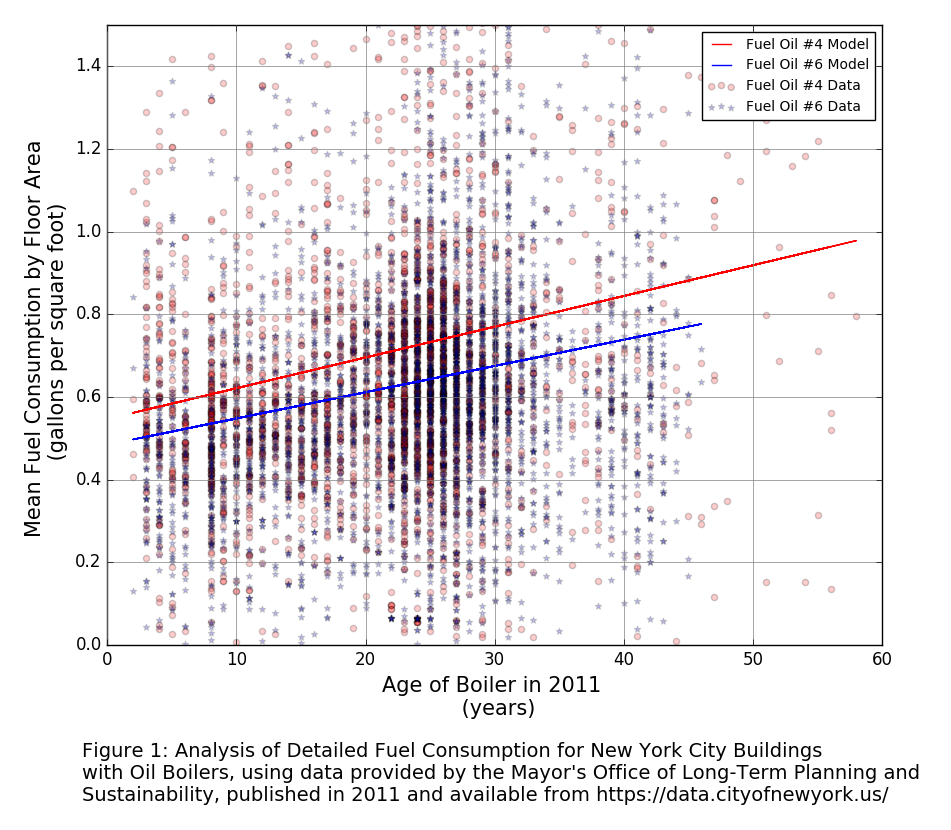 Fuel Oil #4 Model
Fuel Oil #6 Model
Fuel Oil #4 Data
Fuel Oil #6 Data
1.4
1.2
1.0
0.8
0.6
0.4
0.2
0.0
Mean Fuel Consumption by Floor Area
(gallons per square foot)
0 10 20 30 40 50 60
Age of Boiler in 2011
(years)
Figure 1: Analysis of Detailed Fuel Consumption for New York City Buildings
with Oil Boilers, using data provided by the Mayor's Office of Long-Term Planning and
Sustainability, published in 2011 and available from https://data.cityofnewyork.us/